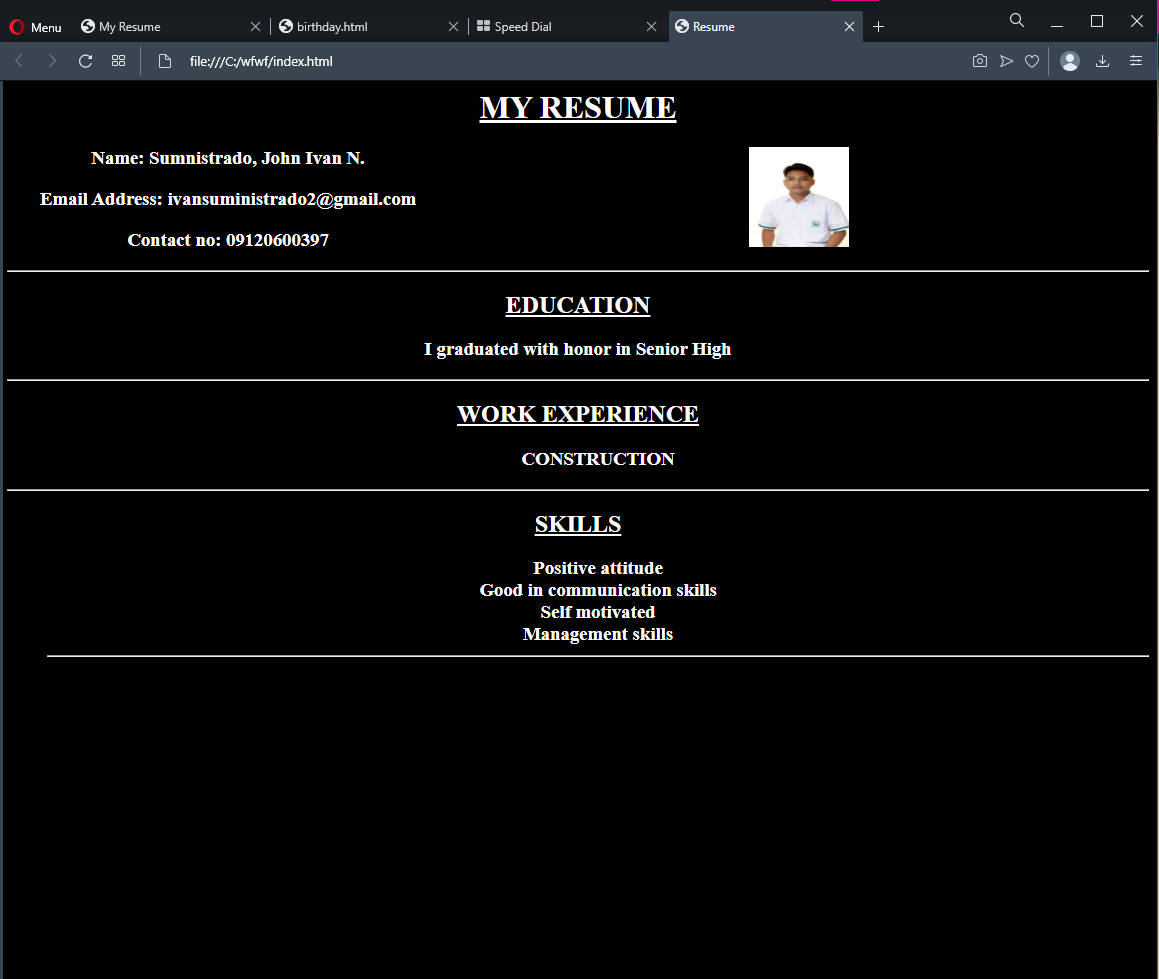 Menu
My Resume
birthday.html
Speed Dial
Resume
file:///C:/wfwf/index.html
MY RESUME
Name: Sumnistrado, John Ivan N.
Email Address: ivansuministrado2@gmail.com
Contact no: 09120600397
EDUCATION
I graduated with honor in Senior High
WORK EXPERIENCE
CONSTRUCTION
SKILLS
Positive attitude
Good in communication skills
Self motivated
Management skills